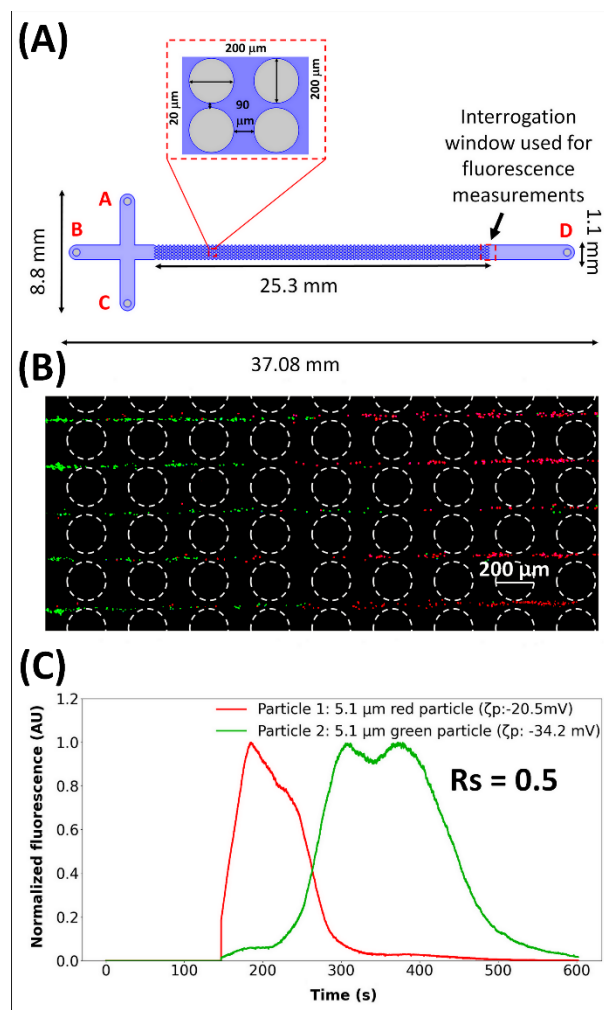 (A)
200 µm
20 µm
90
µm
200 µm
Interrogation
window used for
fluorescence
measurements
A
B
C
D
8.8 mm
1.1 mm
25.3 mm
37.08 mm
(B)
200 µm
(C)
1.2
1.0
0.8
0.6
0.4
0.2
0.0
Normalized fluorescence (AU)
Particle 1: 5.1 µm red particle (ζp:-20.5mV)
Particle 2: 5.1 µm green particle (ζp: -34.2 mV)
Rs = 0.5
0 100 200 300 400 500 600
Time (s)